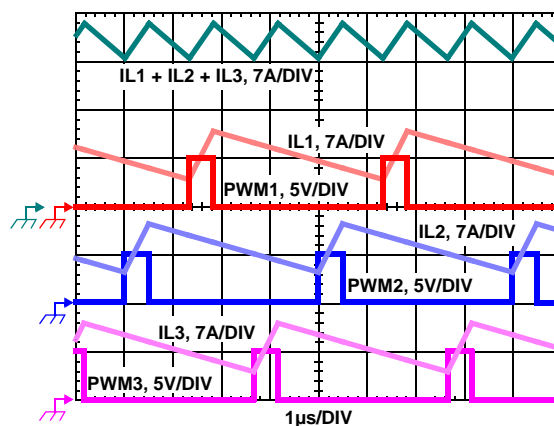 IL1 + IL2 + IL3, 7A/DIV
IL1, 7A/DIV
PWM1, 5V/DIV
IL2, 7A/DIV
PWM2, 5V/DIV
IL3, 7A/DIV
PWM3, 5V/DIV
1µs/DIV